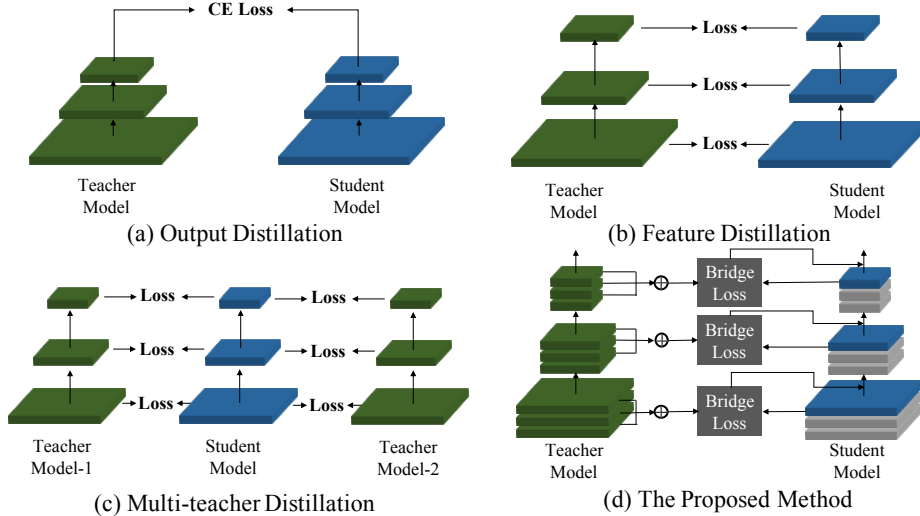 CE Loss
Teacher
Model
Student
Model
(a) Output Distillation
Loss
Loss
Loss
Teacher
Model
Student
Model
(b) Feature Distillation
Loss
Loss
Loss
Loss
Loss
Loss
Teacher
Model-1
Student
Model
Teacher
Model-2
(c) Multi-teacher Distillation
Bridge
Loss
Bridge
Loss
Bridge
Loss
Teacher
Model
Student
Model
(d) The Proposed Method